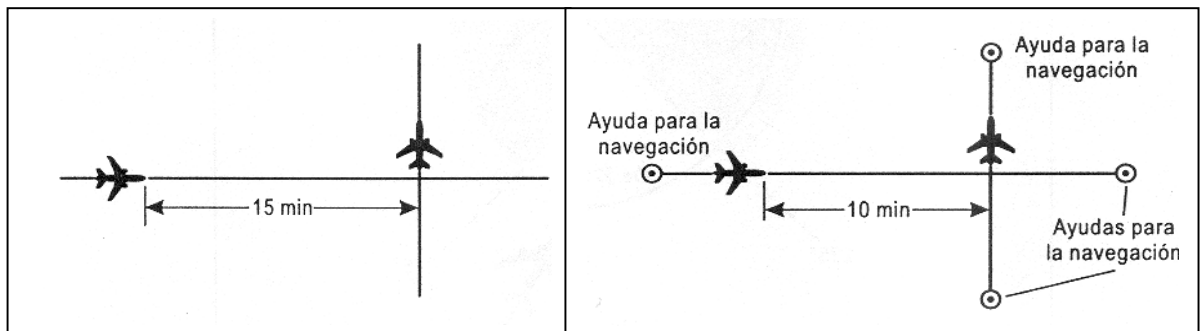 15 min
Ayuda para la
navegación
Ayuda para la
navegación
10 min
Ayudas para
la navegación